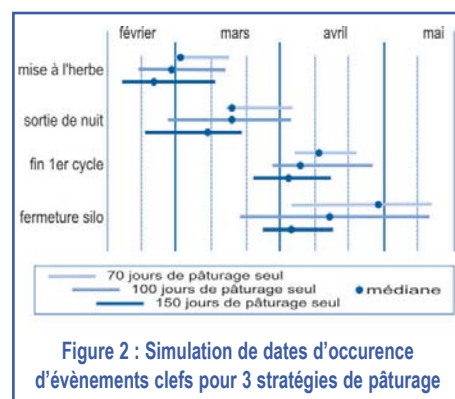 février mars avril mai
mise à l'herbe
sortie de nuit
fin 1er cycle
fermeture silo
70 jours de pâturage seul
100 jours de pâturage seul
150 jours de pâturage seul
médiane
Figure 2 : Simulation de dates d'occurence
d'évènements clefs pour 3 stratégies de pâturage